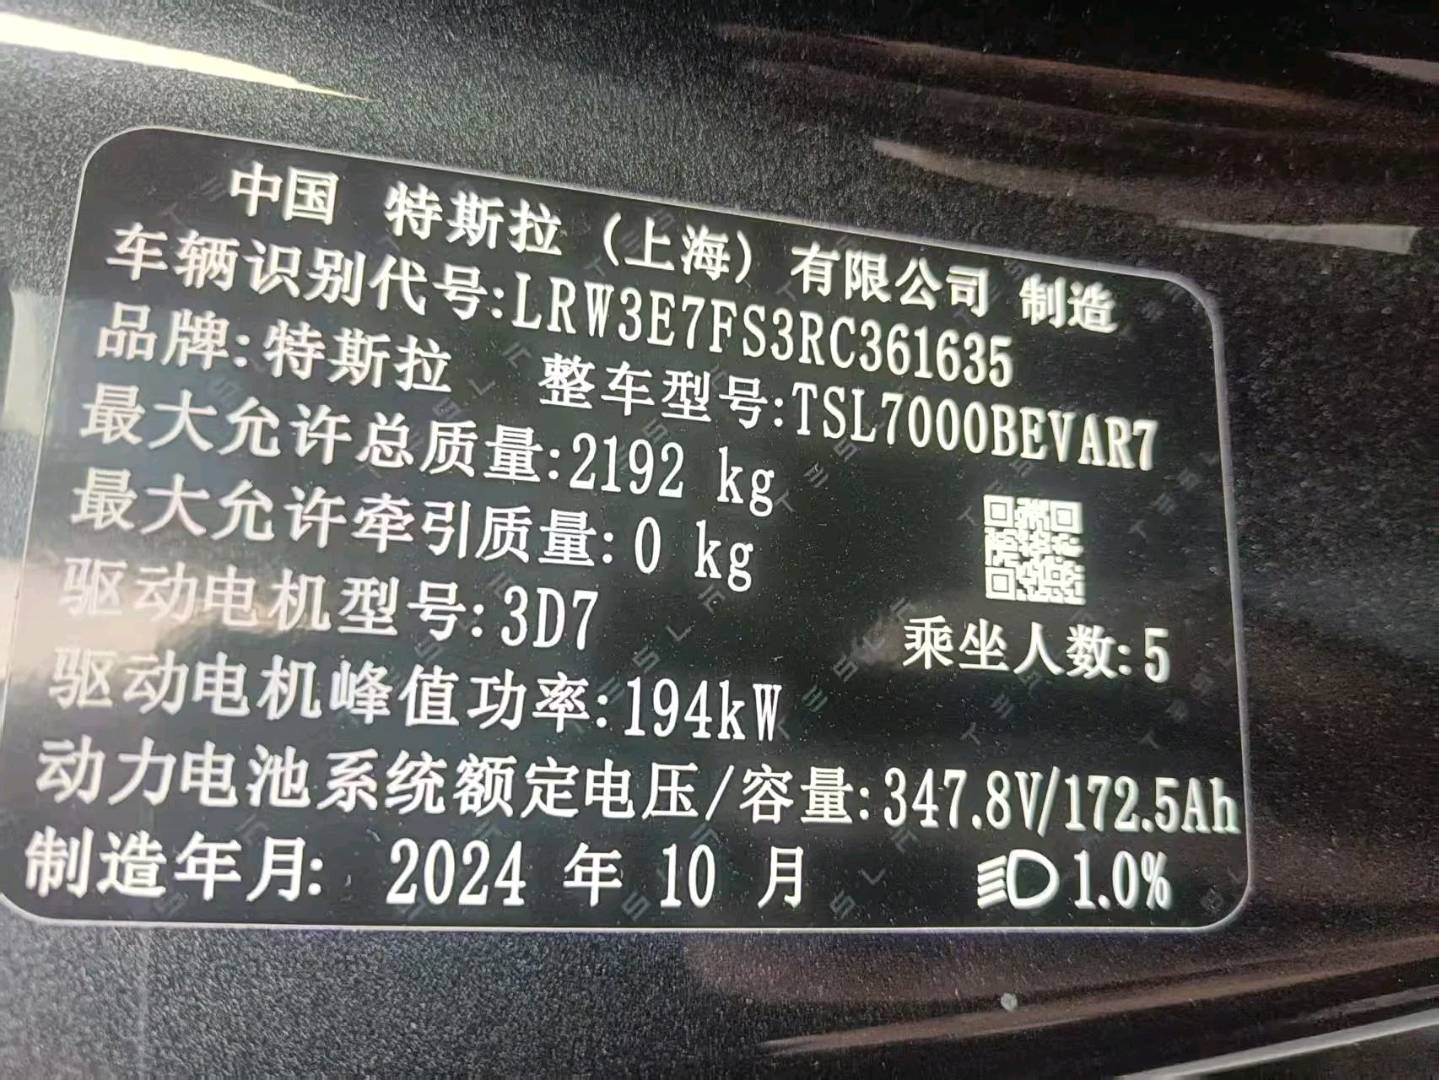 中国 特斯拉（上海）有限公司 制造
车辆识别代号:LRW3E7FS3RC361635
品牌:特斯拉 整车型号:TSL7000BEVAR7
最大允许总质量:2192 kg
最大允许牵引质量:0 kg
驱动电机型号:3D7
乘坐人数:5
驱动电机峰值功率:194kW
动力电池系统额定电压/容量:347.8V/172.5Ah
制造年月: 2024 年 10 月
1.0%